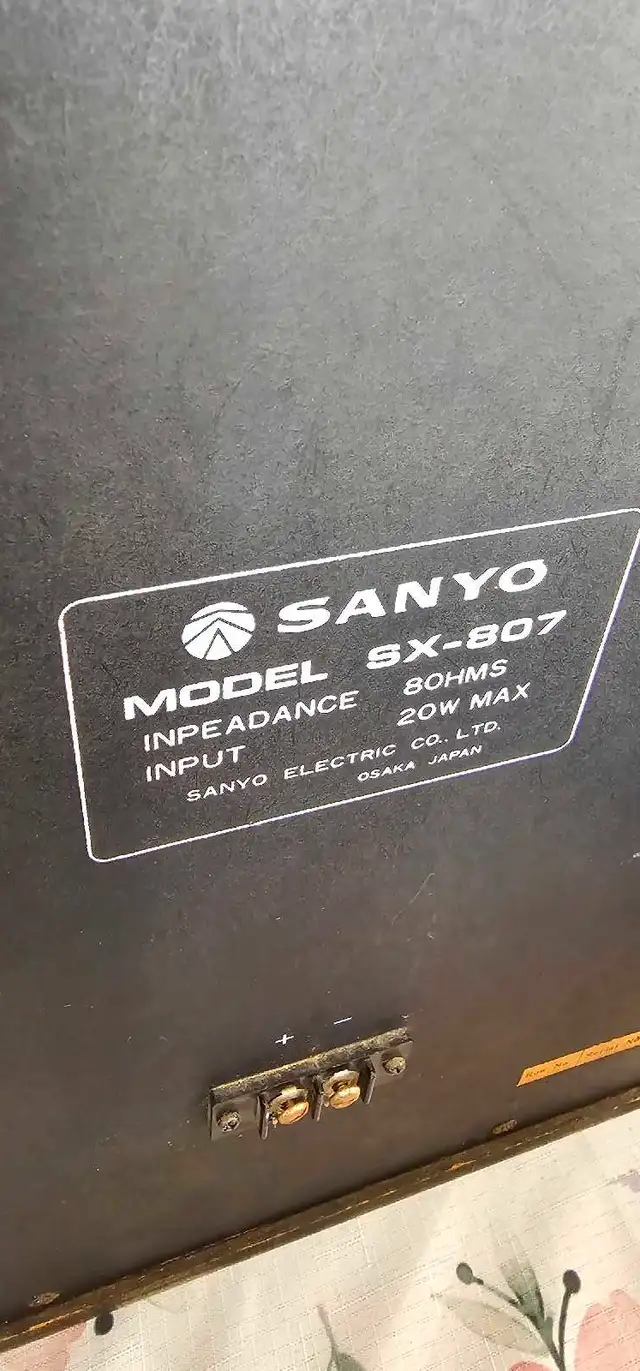 SANYO
MODEL SX-807
INPEADANCE 8OHMS
INPUT 20W MAX
SANYO ELECTRIC CO., LTD.
OSAKA JAPAN
+ −